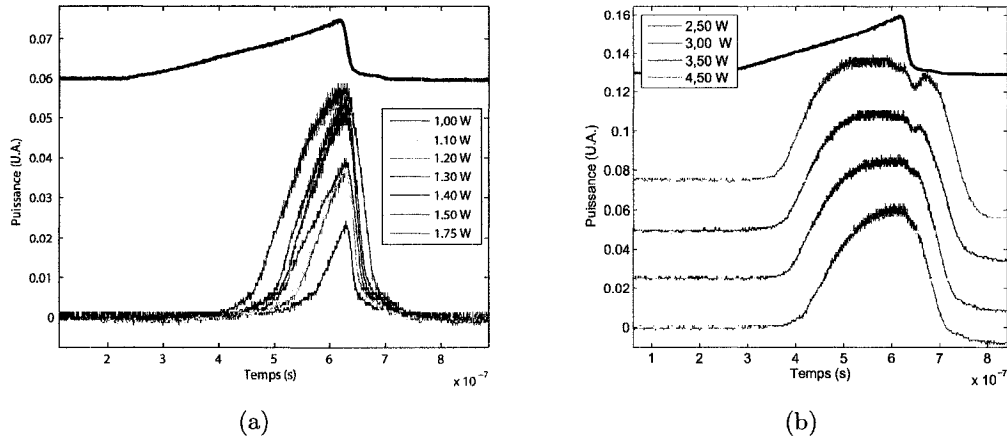 0.07
0.06
0.05
0.04
0.03
0.02
0.01
0
Puissance (U.A.)
1,00 W
1.10 W
1.20 W
1.30 W
1.40 W
1.50 W
1.75 W
2 3 4 5 6 7 8
Temps (s)
x 10⁻⁷
(a)
0.16
0.14
0.12
0.1
0.08
0.06
0.04
0.02
0
Puissance (U.A.)
2,50 W
3,00 W
3,50 W
4,50 W
1 2 3 4 5 6 7 8
Temps (s)
x 10⁻⁷
(b)